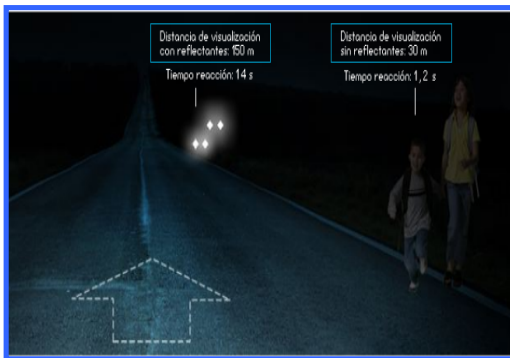 Distancia de visualización
con reflectantes: 150 m
Tiempo reacción: 14 s
Distancia de visualización
sin reflectantes: 30 m
Tiempo reacción: 1,2 s